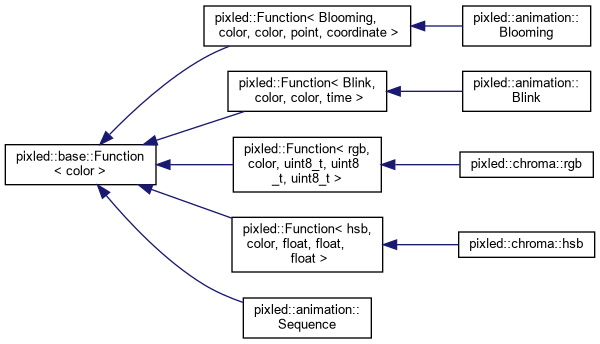 pixled::Function< Blooming,
color, color, point, coordinate >
pixled::animation::
Blooming
pixled::Function< Blink,
color, color, time >
pixled::animation::
Blink
pixled::base::Function
< color >
pixled::Function< rgb,
color, uint8_t, uint8
_t, uint8_t >
pixled::chroma::rgb
pixled::Function< hsb,
color, float, float,
float >
pixled::chroma::hsb
pixled::animation::
Sequence